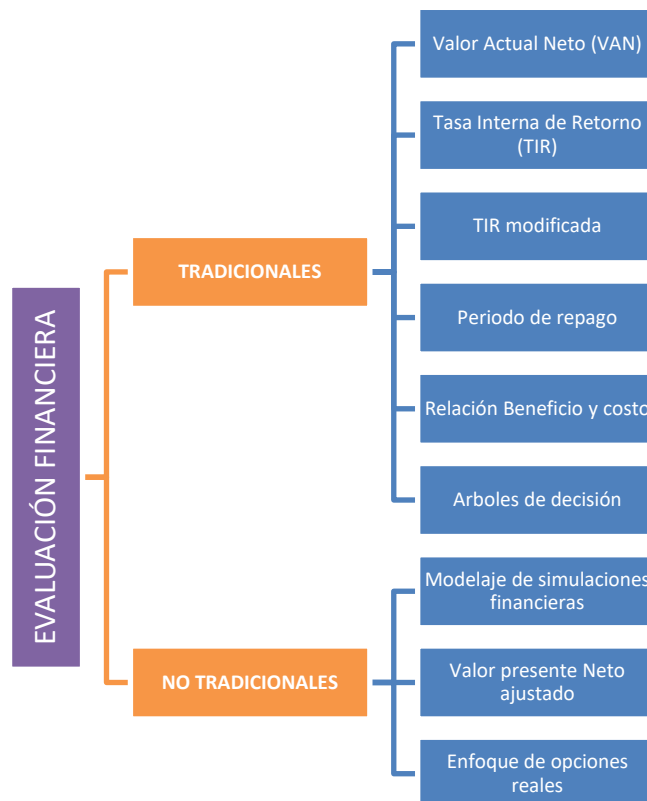 EVALUACIÓN FINANCIERA
TRADICIONALES
Valor Actual Neto (VAN)
Tasa Interna de Retorno
(TIR)
TIR modificada
Periodo de repago
Relación Beneficio y costo
Arboles de decisión
NO TRADICIONALES
Modelaje de simulaciones
financieras
Valor presente Neto
ajustado
Enfoque de opciones
reales